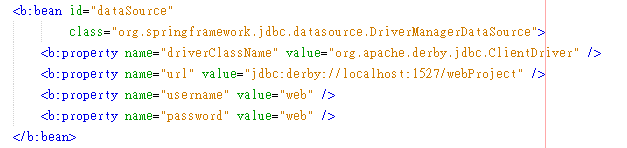 <b:bean id="dataSource"
class="org.springframework.jdbc.datasource.DriverManagerDataSource">
<b:property name="driverClassName" value="org.apache.derby.jdbc.ClientDriver" />
<b:property name="url" value="jdbc:derby://localhost:1527/webProject" />
<b:property name="username" value="web" />
<b:property name="password" value="web" />
</b:bean>